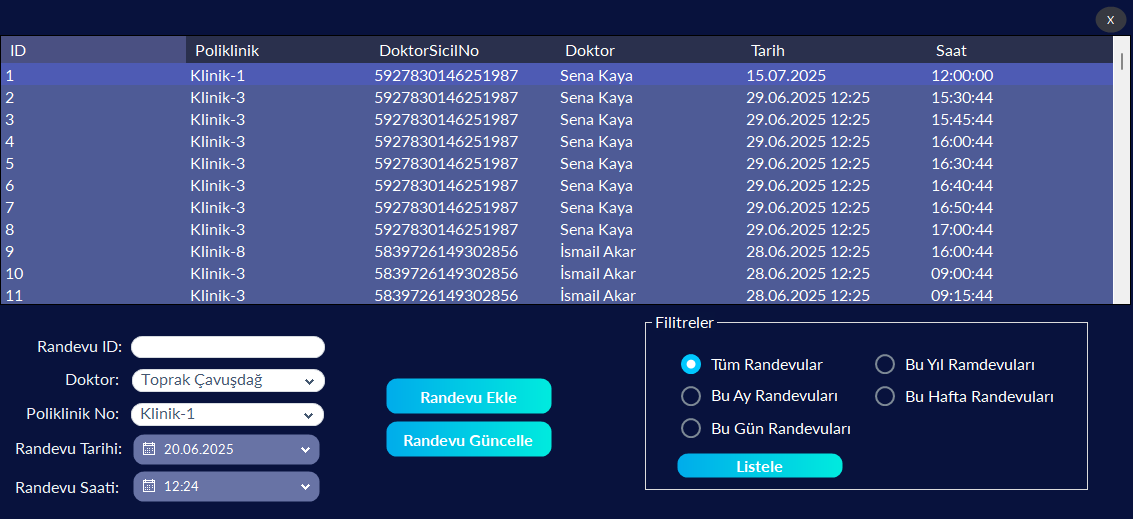 x
ID Poliklinik DoktorSicilNo Doktor Tarih Saat
1 Klinik-1 5927830146251987 Sena Kaya 15.07.2025 12:00:00
2 Klinik-3 5927830146251987 Sena Kaya 29.06.2025 12:25 15:30:44
3 Klinik-3 5927830146251987 Sena Kaya 29.06.2025 12:25 15:45:44
4 Klinik-3 5927830146251987 Sena Kaya 29.06.2025 12:25 16:00:44
5 Klinik-3 5927830146251987 Sena Kaya 29.06.2025 12:25 16:30:44
6 Klinik-3 5927830146251987 Sena Kaya 29.06.2025 12:25 16:40:44
7 Klinik-3 5927830146251987 Sena Kaya 29.06.2025 12:25 16:50:44
8 Klinik-3 5927830146251987 Sena Kaya 29.06.2025 12:25 17:00:44
9 Klinik-8 5839726149302856 İsmail Akar 28.06.2025 12:25 16:00:44
10 Klinik-3 5839726149302856 İsmail Akar 28.06.2025 12:25 09:00:44
11 Klinik-3 5839726149302856 İsmail Akar 28.06.2025 12:25 09:15:44
Randevu ID:
Doktor: Toprak Çavuşdağ
Poliklinik No: Klinik-1
Randevu Tarihi: 20.06.2025
Randevu Saati: 12:24
Randevu Ekle
Randevu Güncelle
Filitreler
Tüm Randevular Bu Yıl Ramdevuları
Bu Ay Randevuları Bu Hafta Randevuları
Bu Gün Randevuları
Listele